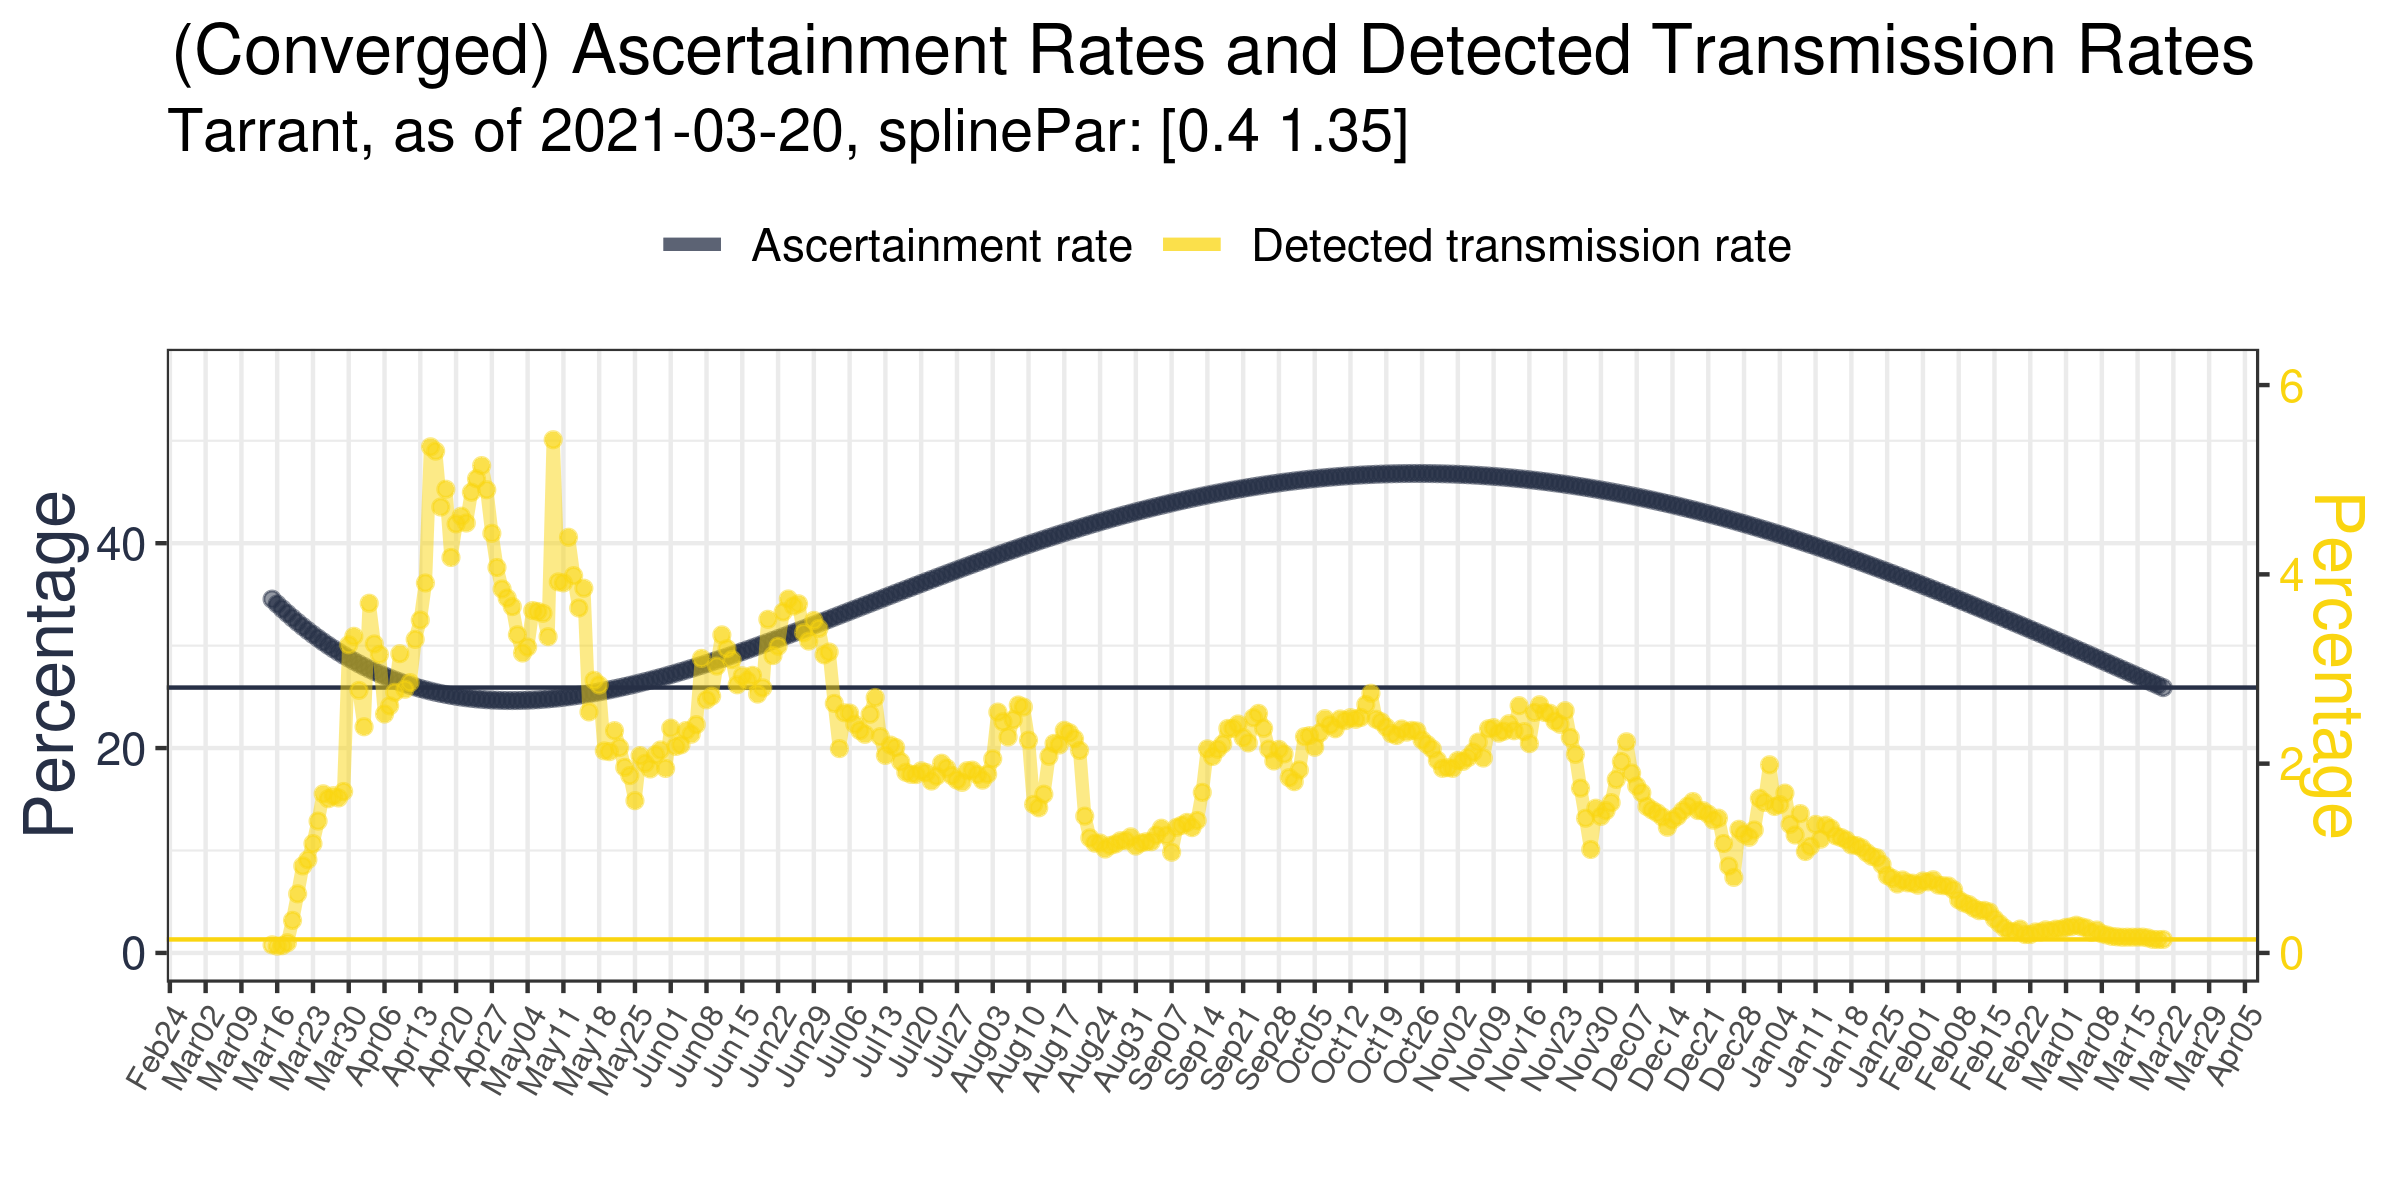 (Converged) Ascertainment Rates and Detected Transmission Rates
Tarrant, as of 2021-03-20, splinePar: [0.4 1.35]
Ascertainment rate
Detected transmission rate
Percentage
40
20
0
6
4
2
0
Percentage
Feb24
Mar02
Mar09
Mar16
Mar23
Mar30
Apr06
Apr13
Apr20
Apr27
May04
May11
May18
May25
Jun01
Jun08
Jun15
Jun22
Jun29
Jul06
Jul13
Jul20
Jul27
Aug03
Aug10
Aug17
Aug24
Aug31
Sep07
Sep14
Sep21
Sep28
Oct05
Oct12
Oct19
Oct26
Nov02
Nov09
Nov16
Nov23
Nov30
Dec07
Dec14
Dec21
Dec28
Jan04
Jan11
Jan18
Jan25
Feb01
Feb08
Feb15
Feb22
Mar01
Mar08
Mar15
Mar22
Mar29
Apr05